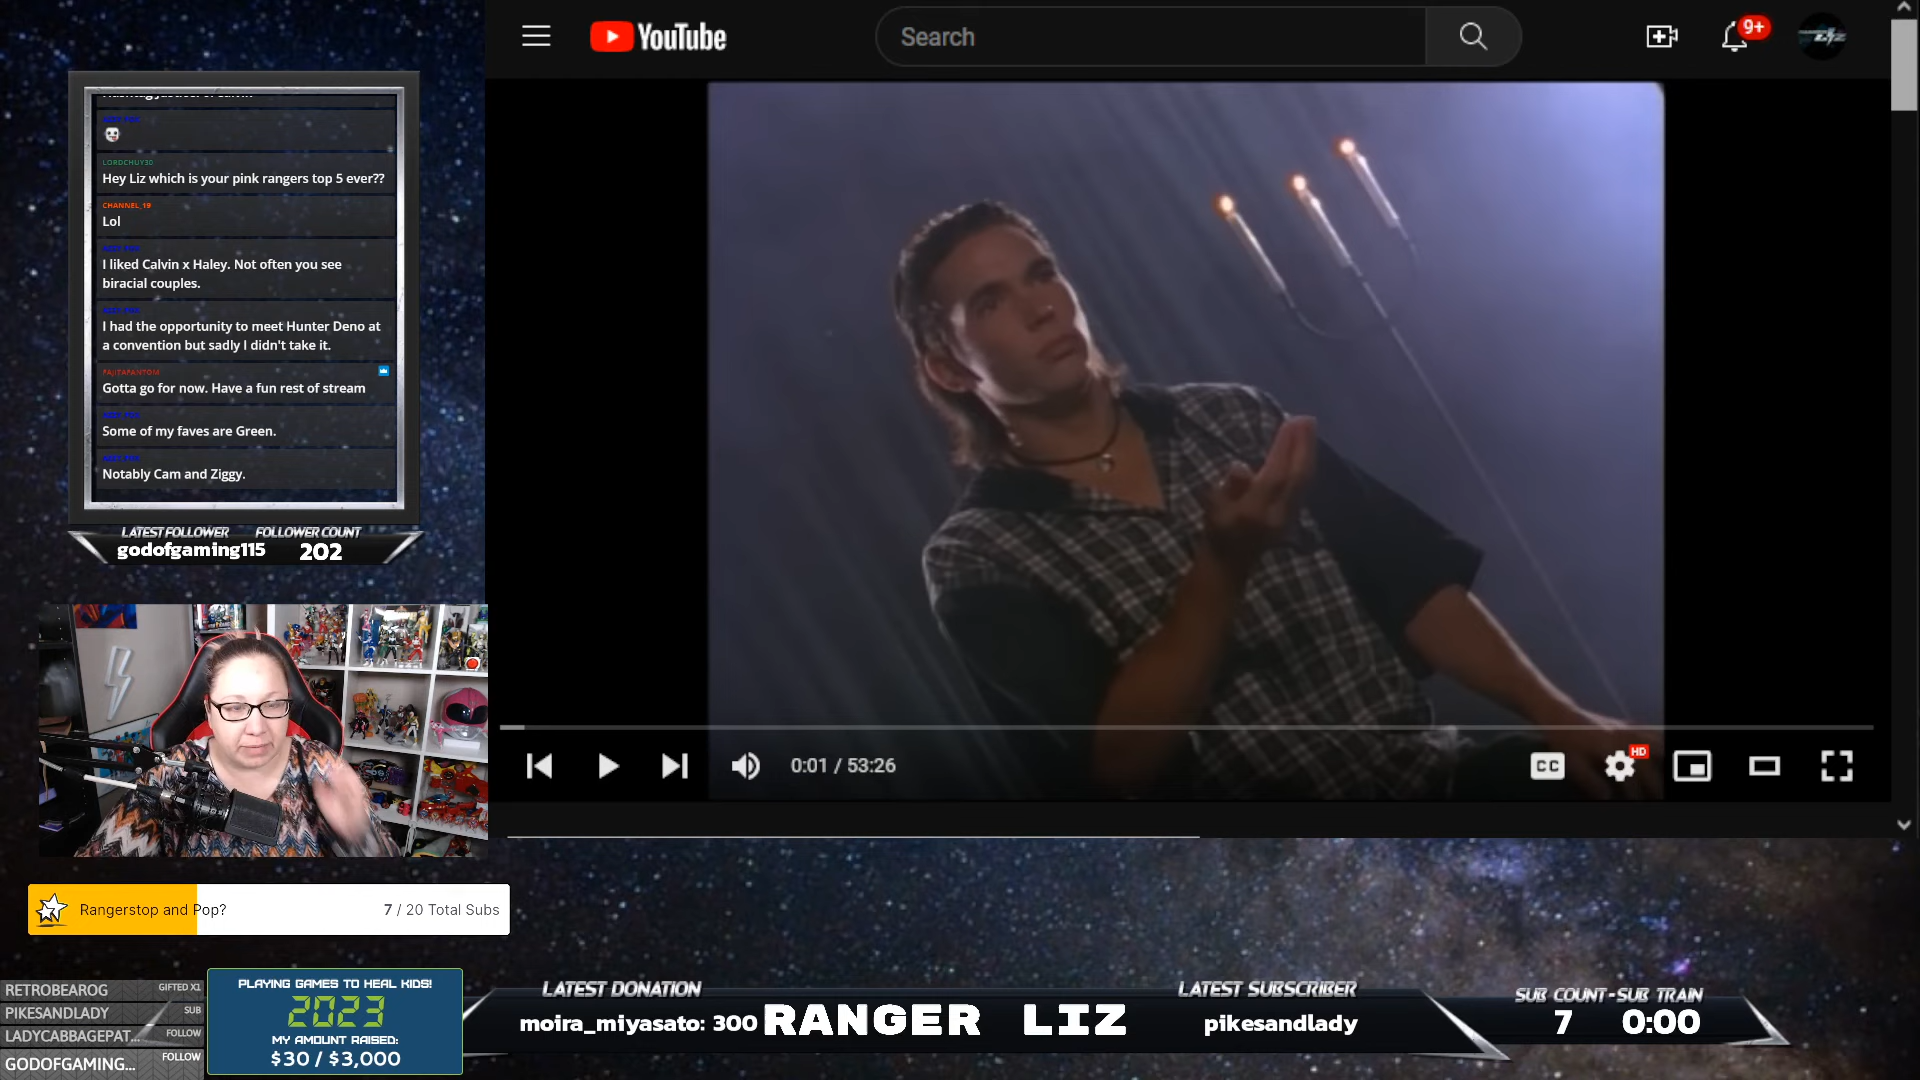 YouTube
Search
9+
LORDCHUY30
Hey Liz which is your pink rangers top 5 ever??
CHANNEL_19
Lol
I liked Calvin x Haley. Not often you see
biracial couples.
I had the opportunity to meet Hunter Deno at
a convention but sadly I didn't take it.
FAJITAFANTOM
Gotta go for now. Have a fun rest of stream
Some of my faves are Green.
Notably Cam and Ziggy.
LATEST FOLLOWER
FOLLOWER COUNT
godofgaming115
202
0:01 / 53:26
CC
HD
Rangerstop and Pop?
7 / 20 Total Subs
RETROBEAROG GIFTED X1
PIKESANDLADY SUB
LADYCABBAGEPAT... FOLLOW
GODOFGAMING... FOLLOW
PLAYING GAMES TO HEAL KIDS!
2023
MY AMOUNT RAISED:
$30 / $3,000
LATEST DONATION
moira_miyasato: 300
RANGER LIZ
LATEST SUBSCRIBER
pikesandlady
SUB COUNT-SUB TRAIN
7 0:00